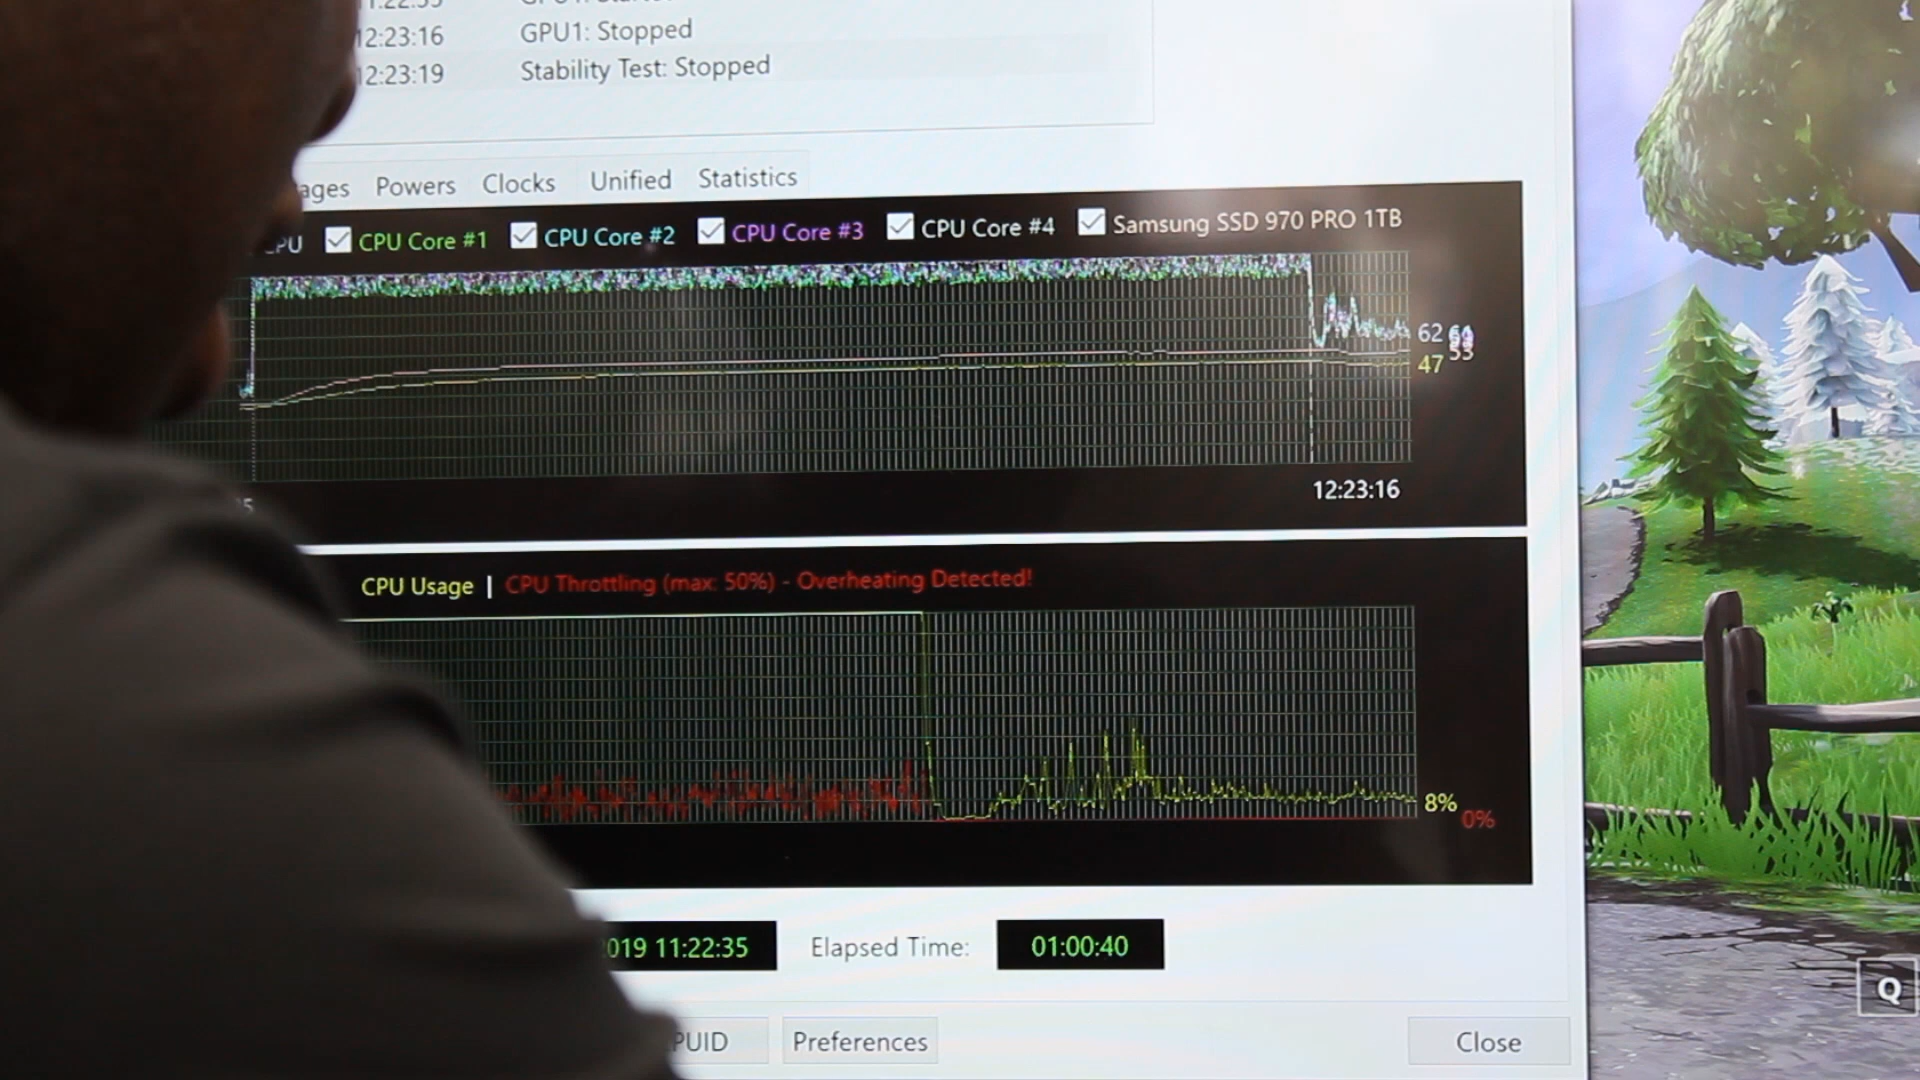 12:23:16 GPU1: Stopped
12:23:19 Stability Test: Stopped
Powers Clocks Unified Statistics
CPU Core #1 CPU Core #2 CPU Core #3 CPU Core #4 Samsung SSD 970 PRO 1TB
62
53
47
12:23:16
CPU Usage | CPU Throttling (max: 50%) - Overheating Detected!
8%
0%
2019 11:22:35 Elapsed Time: 01:00:40
Preferences Close
Q